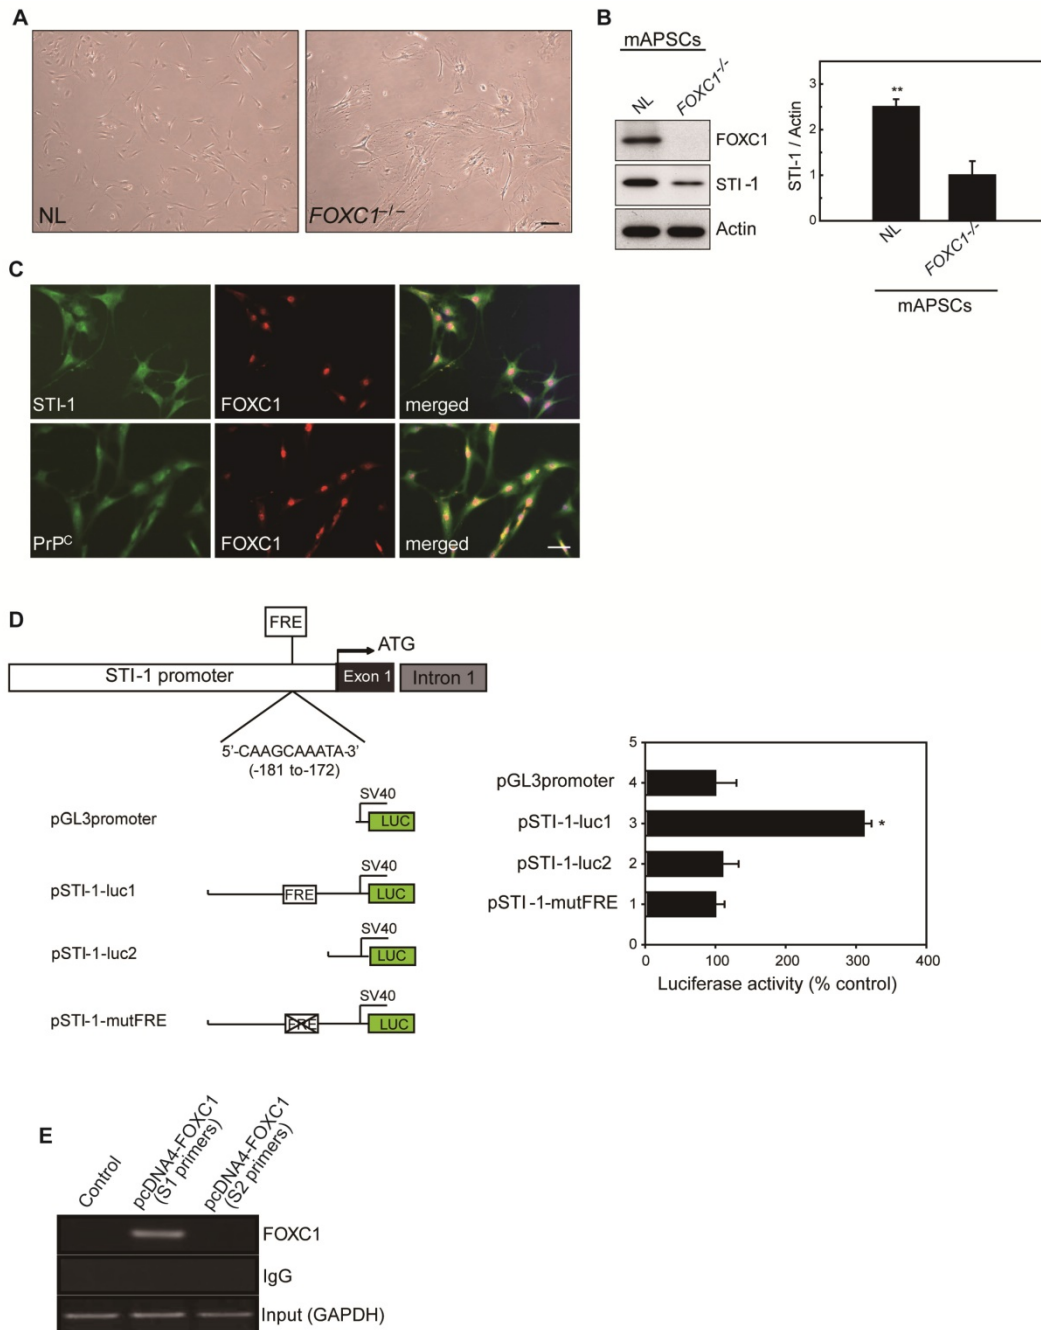 A
NL
FOXC1–/–
B
mAPSCs
NL
FOXC1-/-
FOXC1
STI-1
Actin
STI-1 / Actin
3
2
1
0
**
NL
FOXC1-/-
mAPSCs
C
STI-1
FOXC1
merged
PrPC
FOXC1
merged
D
FRE
ATG
STI-1 promoter
Exon 1
Intron 1
5'-CAAGCAAATA-3'
(-181 to-172)
pGL3promoter
SV40
LUC
pSTI-1-luc1
FRE
SV40
LUC
pSTI-1-luc2
SV40
LUC
pSTI-1-mutFRE
FRE
SV40
LUC
5
pGL3promoter 4
pSTI-1-luc1 3
*
pSTI-1-luc2 2
pSTI-1-mutFRE 1
0
0 100 200 300 400
Luciferase activity (% control)
E
Control
pcDNA4-FOXC1
(S1 primers)
pcDNA4-FOXC1
(S2 primers)
FOXC1
IgG
Input (GAPDH)